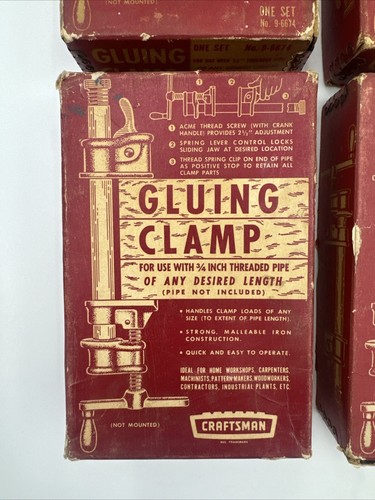 (NOT MOUNTED)
ONE SET
No. 9-6674
GLUING
ONE SET No. 9-6674
1 2
3
1 ACME THREAD SCREW (WITH CRANK
HANDLE) PROVIDES 2½" ADJUSTMENT
2 SPRING LEVER CONTROL LOCKS
SLIDING JAW AT DESIRED LOCATION
3 THREAD SPRING CLIP ON END OF PIPE
AS POSITIVE STOP TO RETAIN ALL
CLAMP PARTS
GLUING
CLAMP
FOR USE WITH ¾ INCH THREADED PIPE
OF ANY DESIRED LENGTH
(PIPE NOT INCLUDED)
• HANDLES CLAMP LOADS OF ANY
SIZE (TO EXTENT OF PIPE LENGTH).
• STRONG, MALLEABLE IRON
CONSTRUCTION.
• QUICK AND EASY TO OPERATE.
IDEAL FOR HOME WORKSHOPS, CARPENTERS,
MACHINISTS, PATTERN-MAKERS, WOODWORKERS,
CONTRACTORS, INDUSTRIAL PLANTS, ETC.
(NOT MOUNTED)
CRAFTSMAN
REG. TRADEMARK